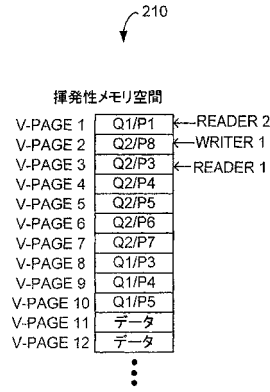 210
揮発性メモリ空間
V-PAGE 1 Q1/P1 READER 2
V-PAGE 2 Q2/P8 WRITER 1
V-PAGE 3 Q2/P3 READER 1
V-PAGE 4 Q2/P4
V-PAGE 5 Q2/P5
V-PAGE 6 Q2/P6
V-PAGE 7 Q2/P7
V-PAGE 8 Q1/P3
V-PAGE 9 Q1/P4
V-PAGE 10 Q1/P5
V-PAGE 11 データ
V-PAGE 12 データ